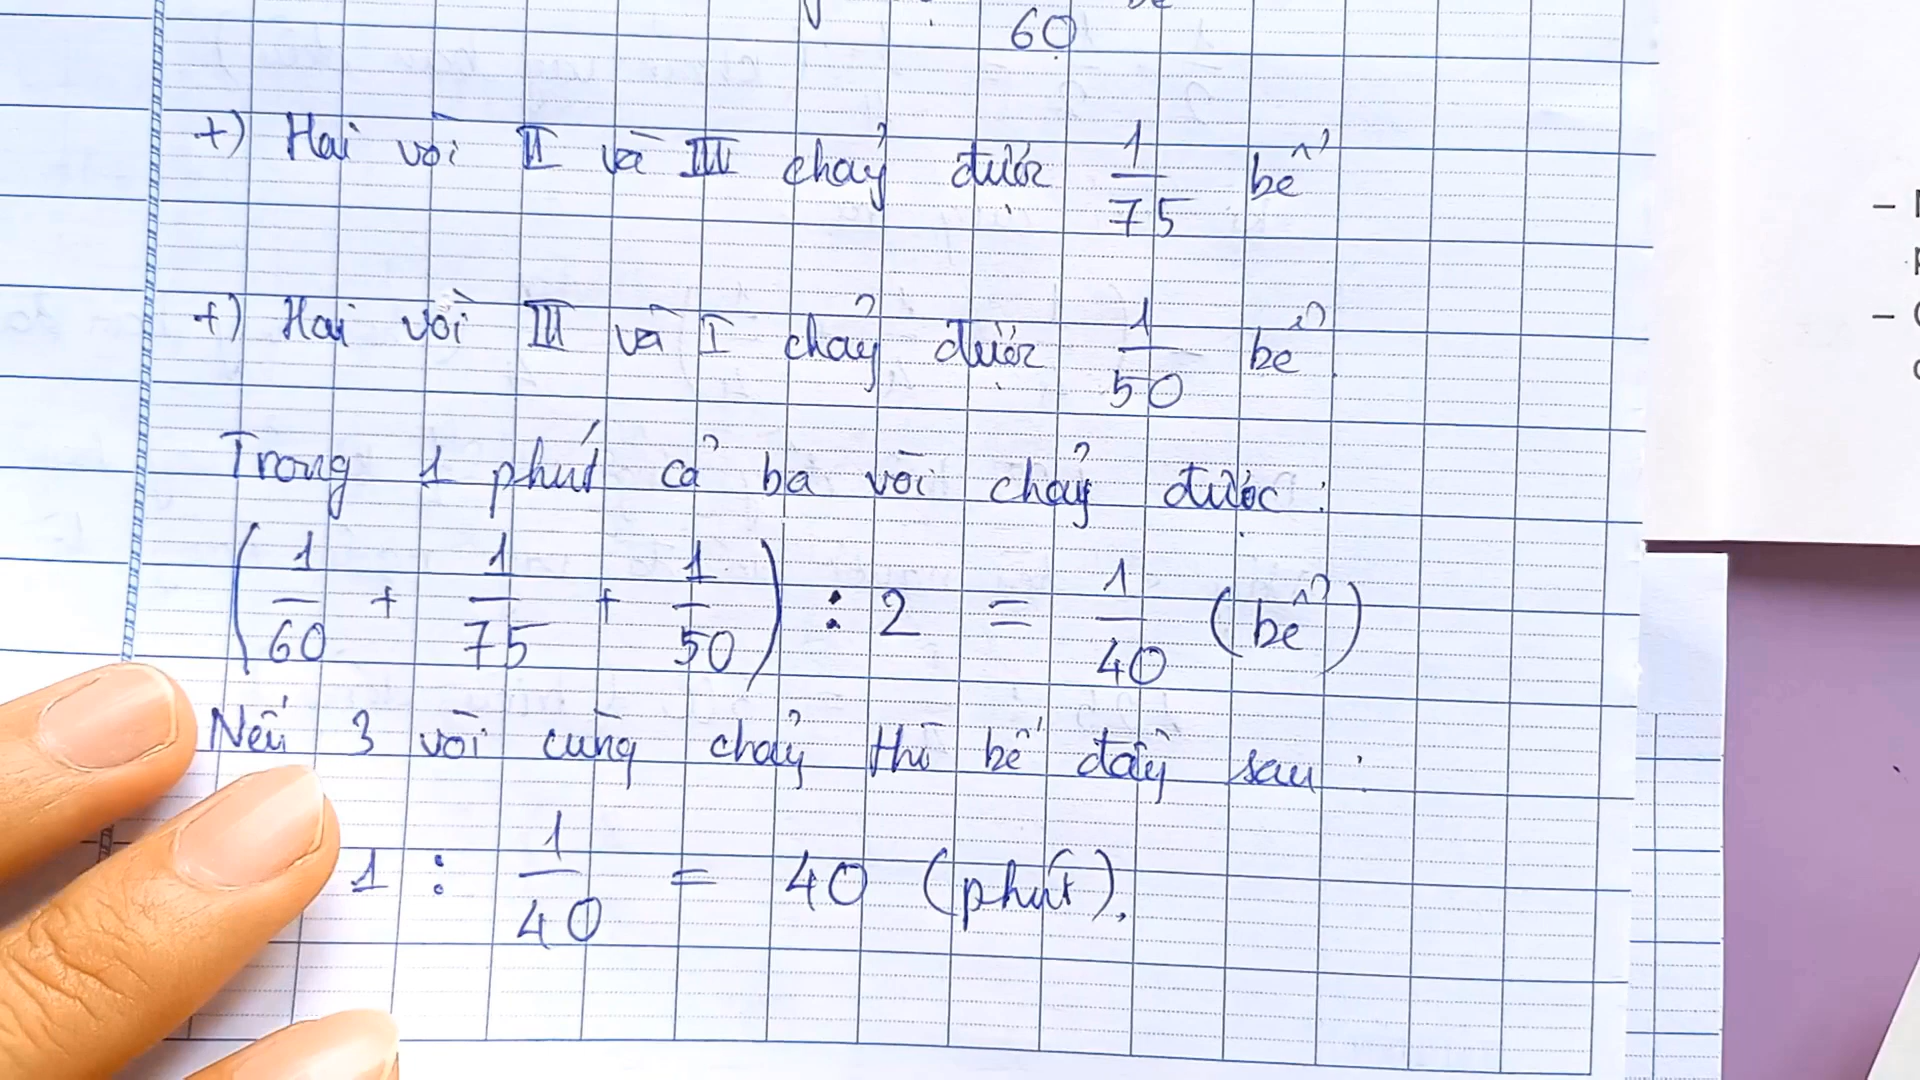 60
+) Hai vòi II và III chảy được 1/75 bể
+) Hai vòi III và I chảy được 1/50 bể.
Trong 1 phút cả ba vòi chảy được:
(1/60 + 1/75 + 1/50) : 2 = 1/40 (bể)
Nếu 3 vòi cùng chảy thì bể đầy sau:
1 : 1/40 = 40 (phút).